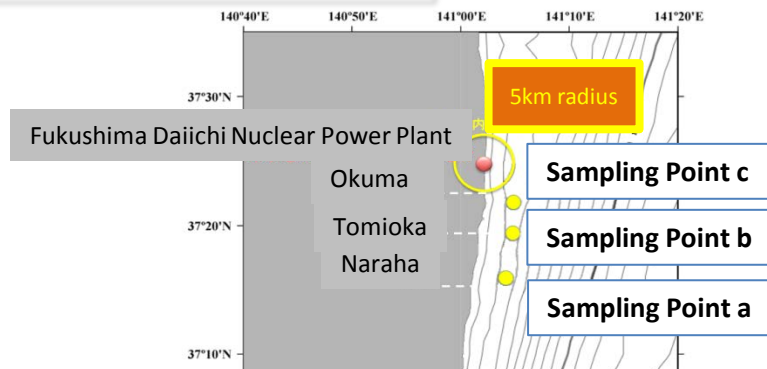 140°40'E 140°50'E 141°00'E 141°10'E 141°20'E
37°30'N
5km radius
内
Fukushima Daiichi Nuclear Power Plant
Okuma
Sampling Point c
37°20'N
Tomioka
Sampling Point b
Naraha
Sampling Point a
37°10'N